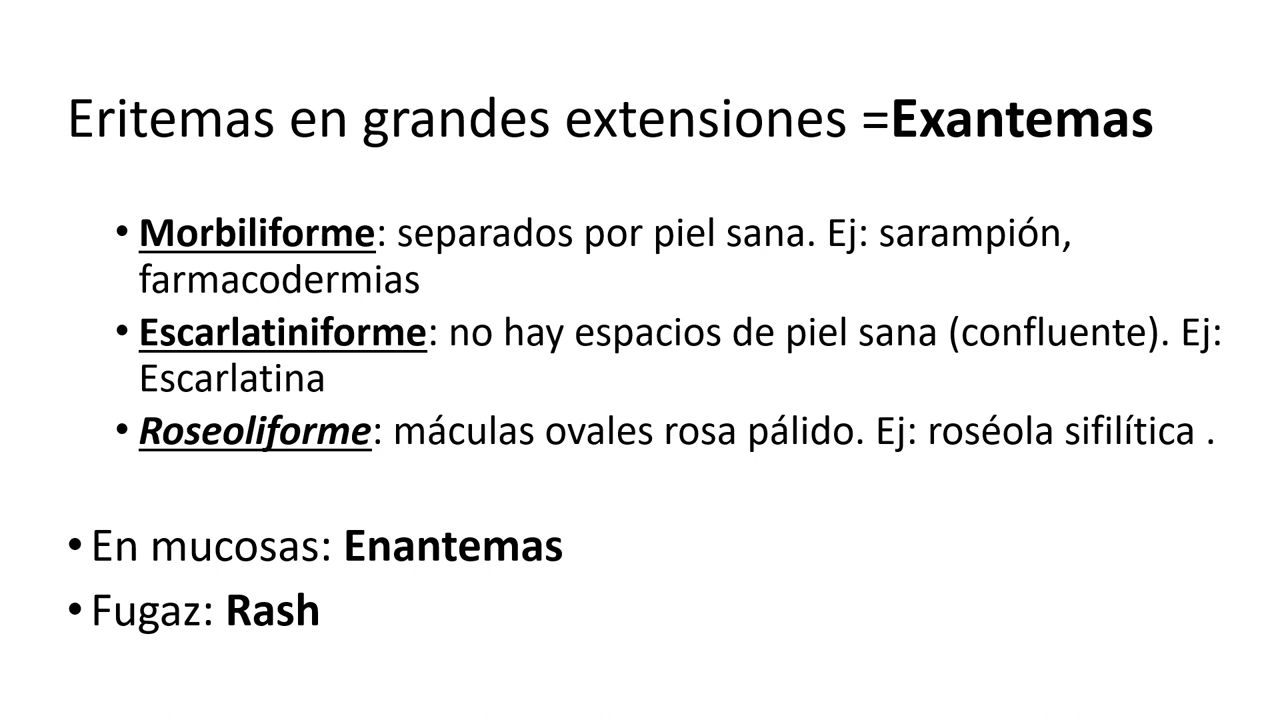 Eritemas en grandes extensiones =Exantemas
• Morbiliforme: separados por piel sana. Ej: sarampión,
farmacodermias
• Escarlatiniforme: no hay espacios de piel sana (confluente). Ej:
Escarlatina
• Roseoliforme: máculas ovales rosa pálido. Ej: roséola sifilítica .
• En mucosas: Enantemas
• Fugaz: Rash